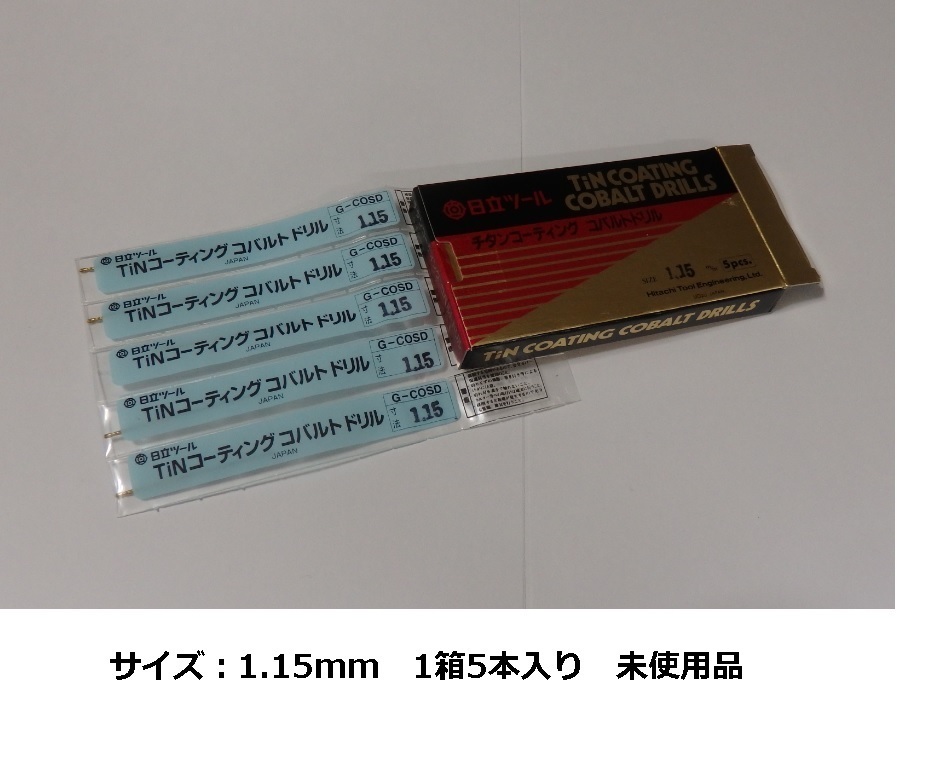 日立ツール
TiNコーティング コバルト ドリル
JAPAN
G-COSD
寸法
1.15
日立ツール
TiNコーティング コバルト ドリル
JAPAN
G-COSD
寸法
1.15
日立ツール
TiNコーティング コバルト ドリル
JAPAN
G-COSD
寸法
1.15
日立ツール
TiNコーティング コバルト ドリル
JAPAN
G-COSD
寸法
1.15
日立ツール
TiNコーティング コバルト ドリル
JAPAN
G-COSD
寸法
1.15
日立ツール
TiN COATING
COBALT DRILLS
チタンコーティング コバルトドリル
SIZE 1.15 m/m 5pcs.
Hitachi Tool Engineering, Ltd.
TiN COATING COBALT DRILLS
サイズ：1.15mm 1箱5本入り 未使用品